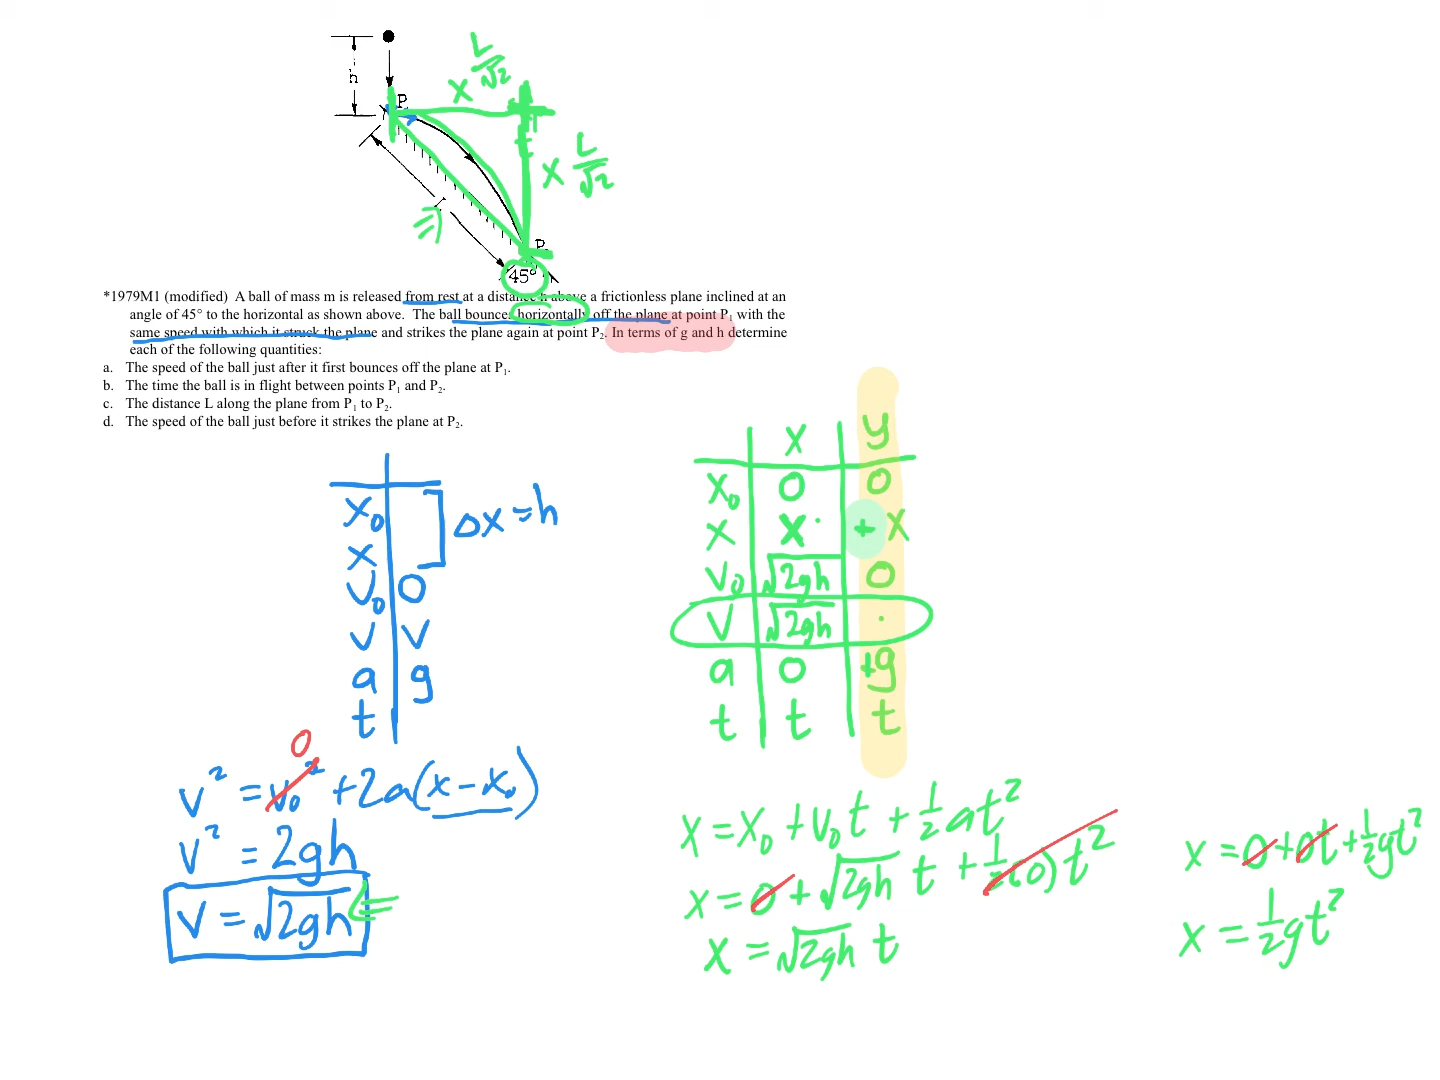 h
P
x L/√2
x L/√2
P
45°
*1979M1 (modified) A ball of mass m is released from rest at a distance h above a frictionless plane inclined at an
angle of 45° to the horizontal as shown above. The ball bounces horizontally off the plane at point P₁ with the
same speed with which it struck the plane and strikes the plane again at point P₂. In terms of g and h determine
each of the following quantities:
a. The speed of the ball just after it first bounces off the plane at P₁.
b. The time the ball is in flight between points P₁ and P₂.
c. The distance L along the plane from P₁ to P₂.
d. The speed of the ball just before it strikes the plane at P₂.
x₀
x
Δx = h
v₀ 0
v v
a g
t
0
v² = v₀² + 2a(x − x₀)
v² = 2gh
v = √2gh
x y
x₀ 0 0
x x + x
v₀ √2gh 0
v √2gh
a 0 +g
t t t
x = x₀ + v₀t + ½at²
x = 0 + √2gh t + ½(0)t²
x = √2gh t
x = 0 + 0t + ½gt²
x = ½gt²